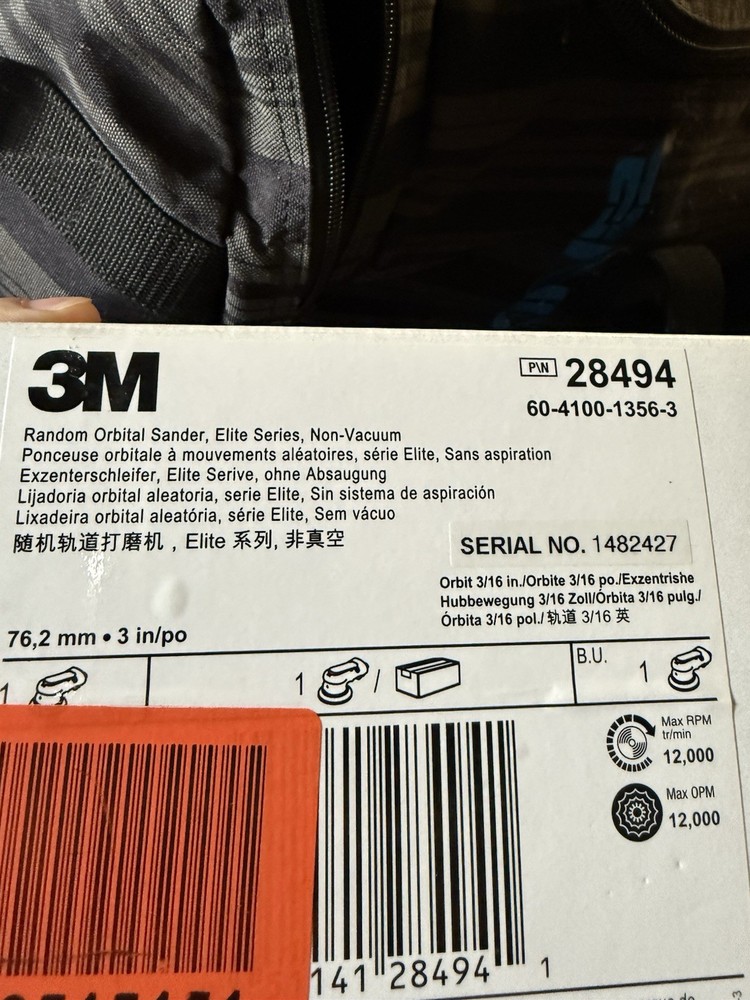 3M
P\N 28494
60-4100-1356-3
Random Orbital Sander, Elite Series, Non-Vacuum
Ponceuse orbitale à mouvements aléatoires, série Elite, Sans aspiration
Exzenterschleifer, Elite Serive, ohne Absaugung
Lijadoria orbital aleatoria, serie Elite, Sin sistema de aspiración
Lixadeira orbital aleatória, série Elite, Sem vácuo
随机轨道打磨机 , Elite 系列, 非真空
SERIAL NO. 1482427
Orbit 3/16 in./Orbite 3/16 po./Exzentrishe
Hubbewegung 3/16 Zoll/Órbita 3/16 pulg./
Órbita 3/16 pol./ 轨道 3/16 英
76,2 mm • 3 in/po
1
1 /
B.U. 1
Max RPM
tr/min
12,000
Max OPM
12,000
141 28494 1